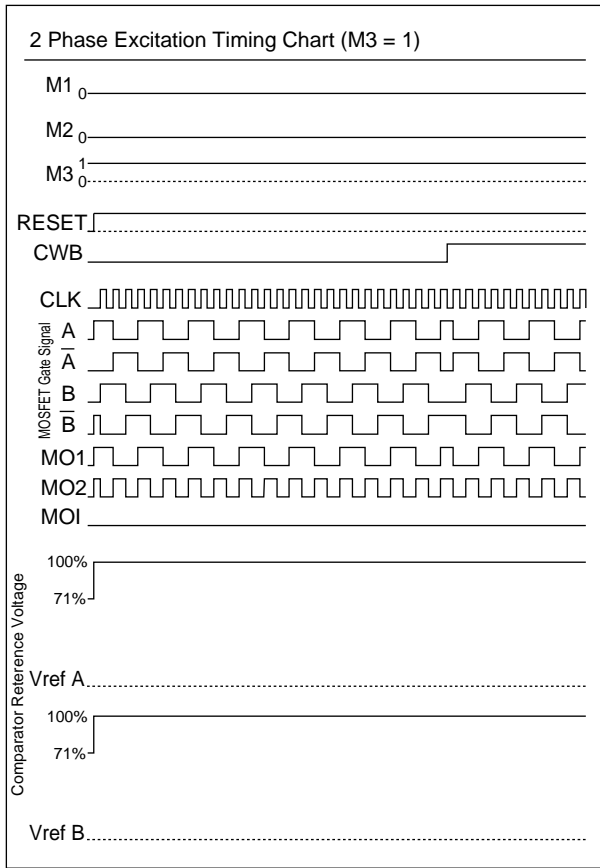 2 Phase Excitation Timing Chart (M3 = 1)
M1 0
M2 0
M3 1 0
RESET
CWB
CLK
MOSFET Gate Signal
A
A̅
B
B̅
MO1
MO2
MOI
Comparator Reterence Voltage
100%
71%
Vref A
100%
71%
Vref B